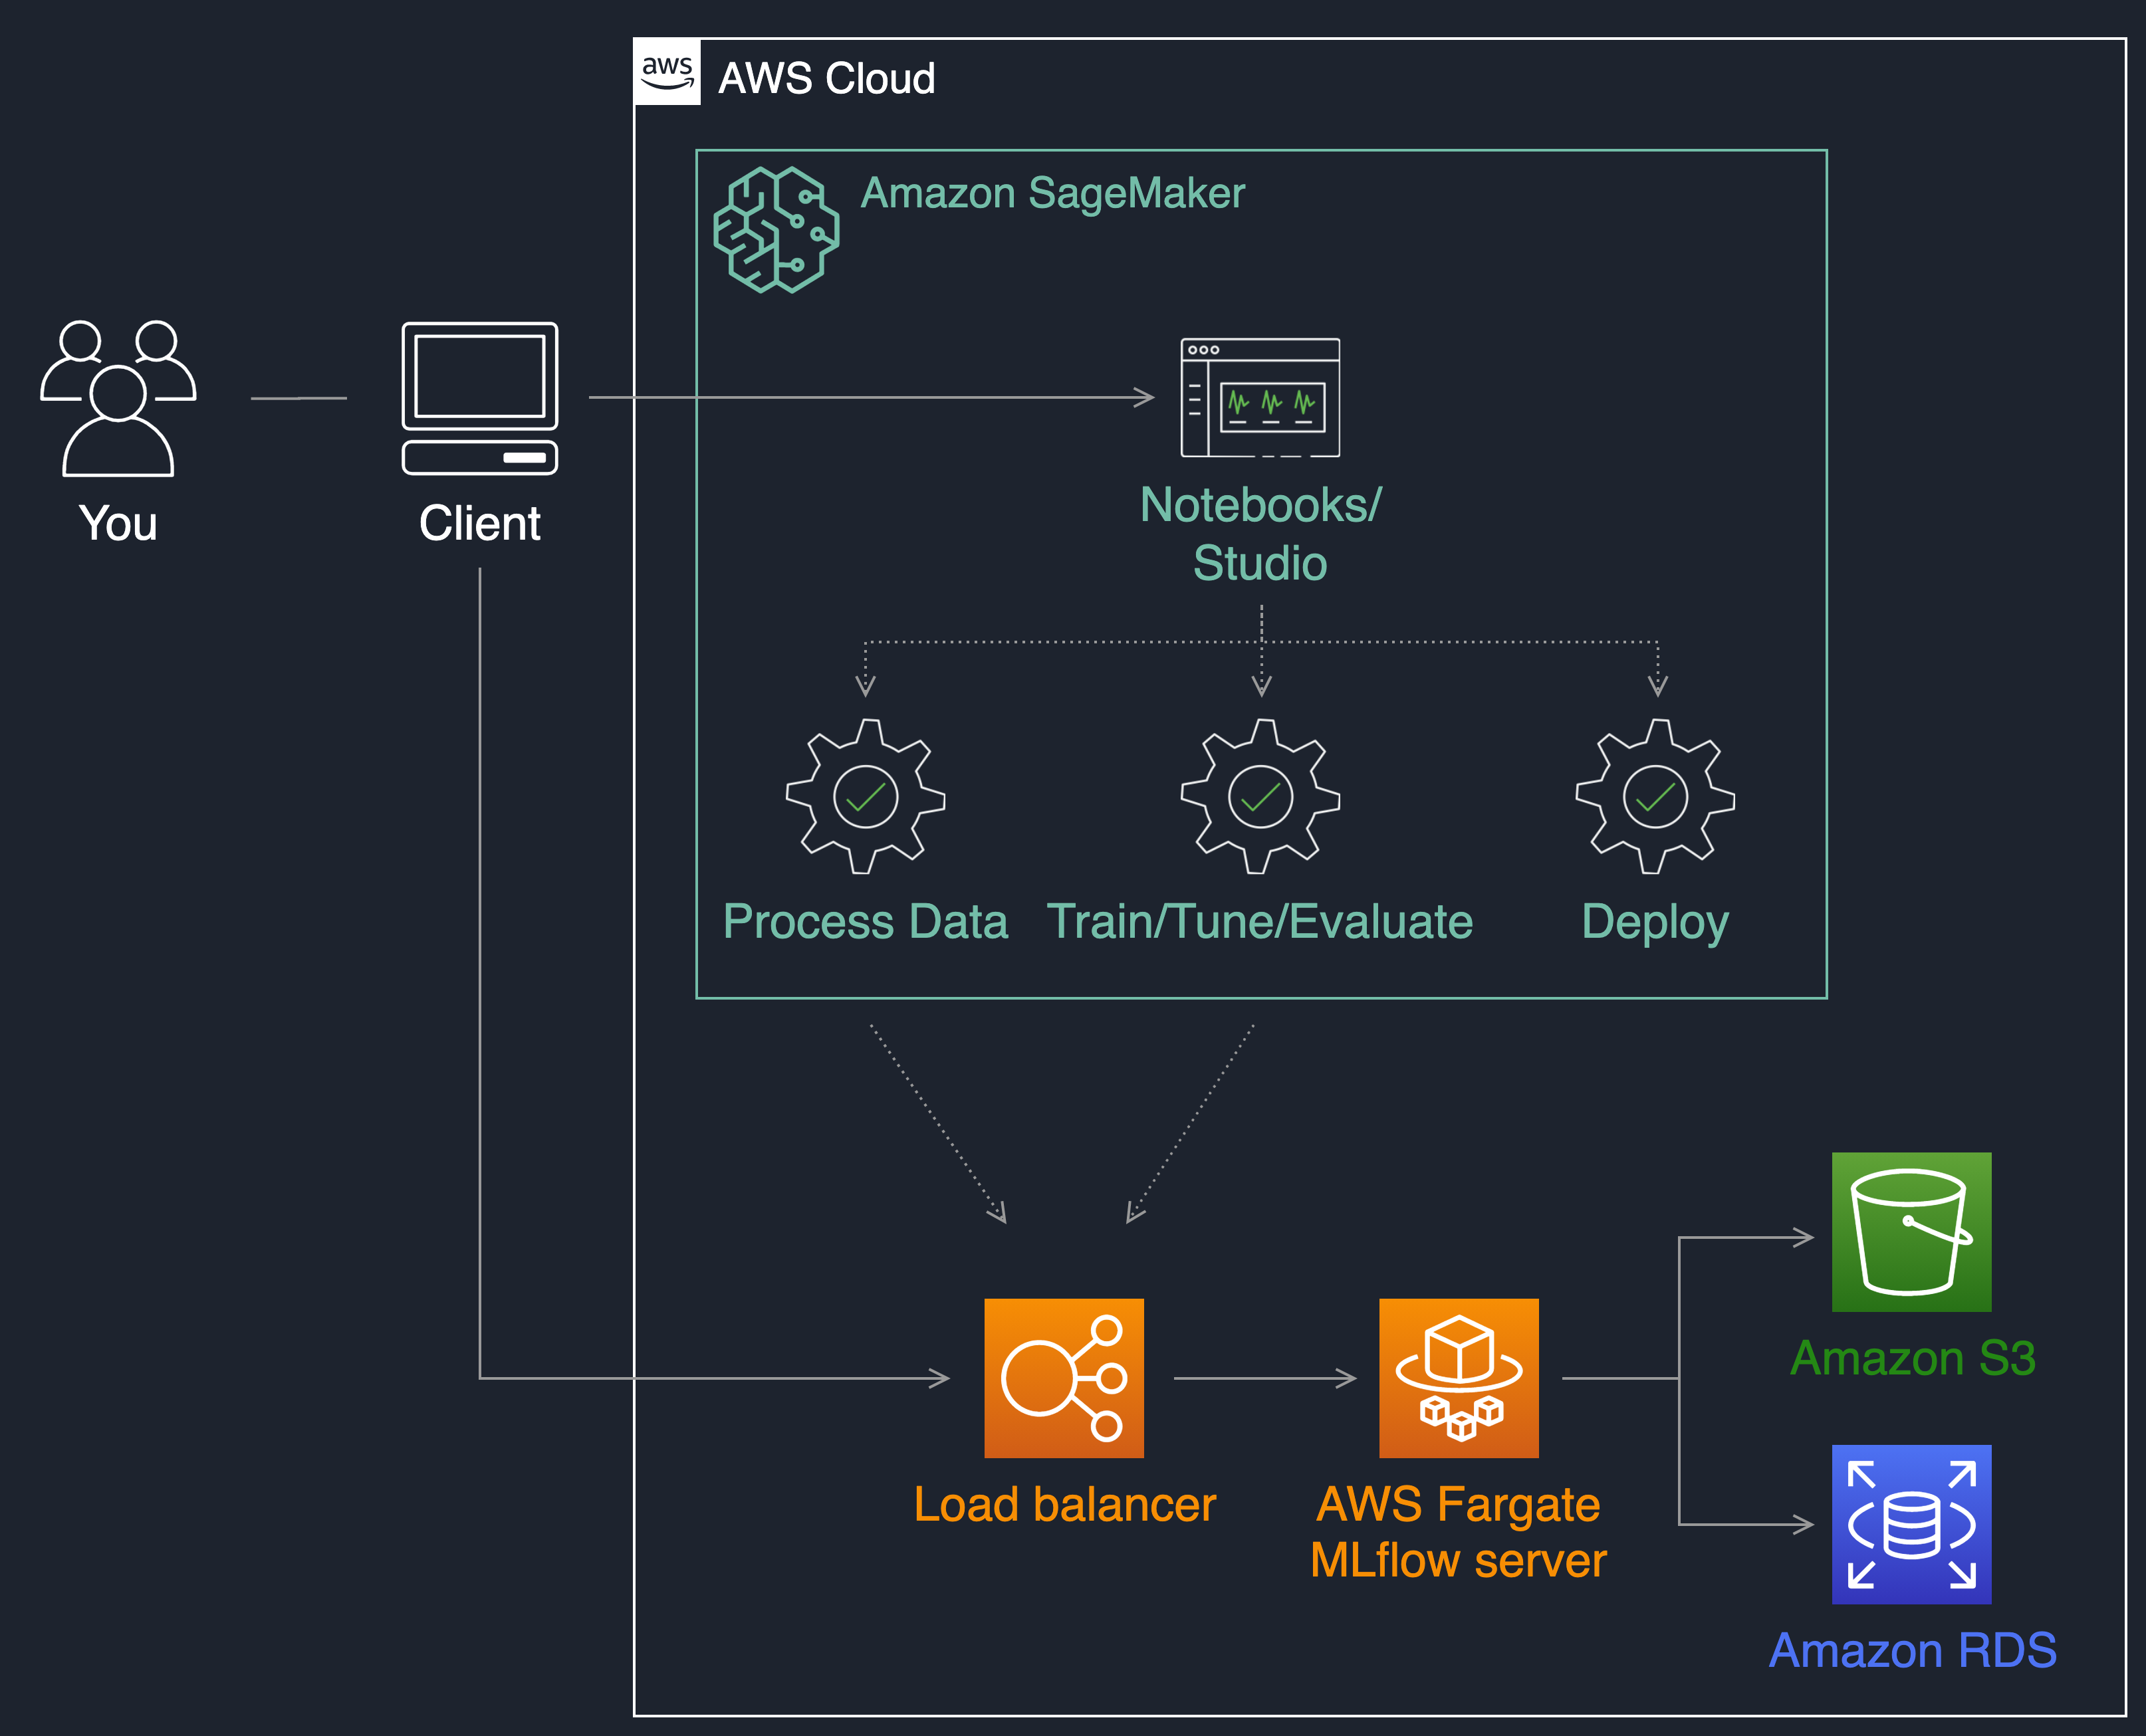 aws
AWS Cloud
Amazon SageMaker
You
Client
Notebooks/
Studio
Process Data
Train/Tune/Evaluate
Deploy
Amazon S3
Load balancer
AWS Fargate
MLflow server
Amazon RDS